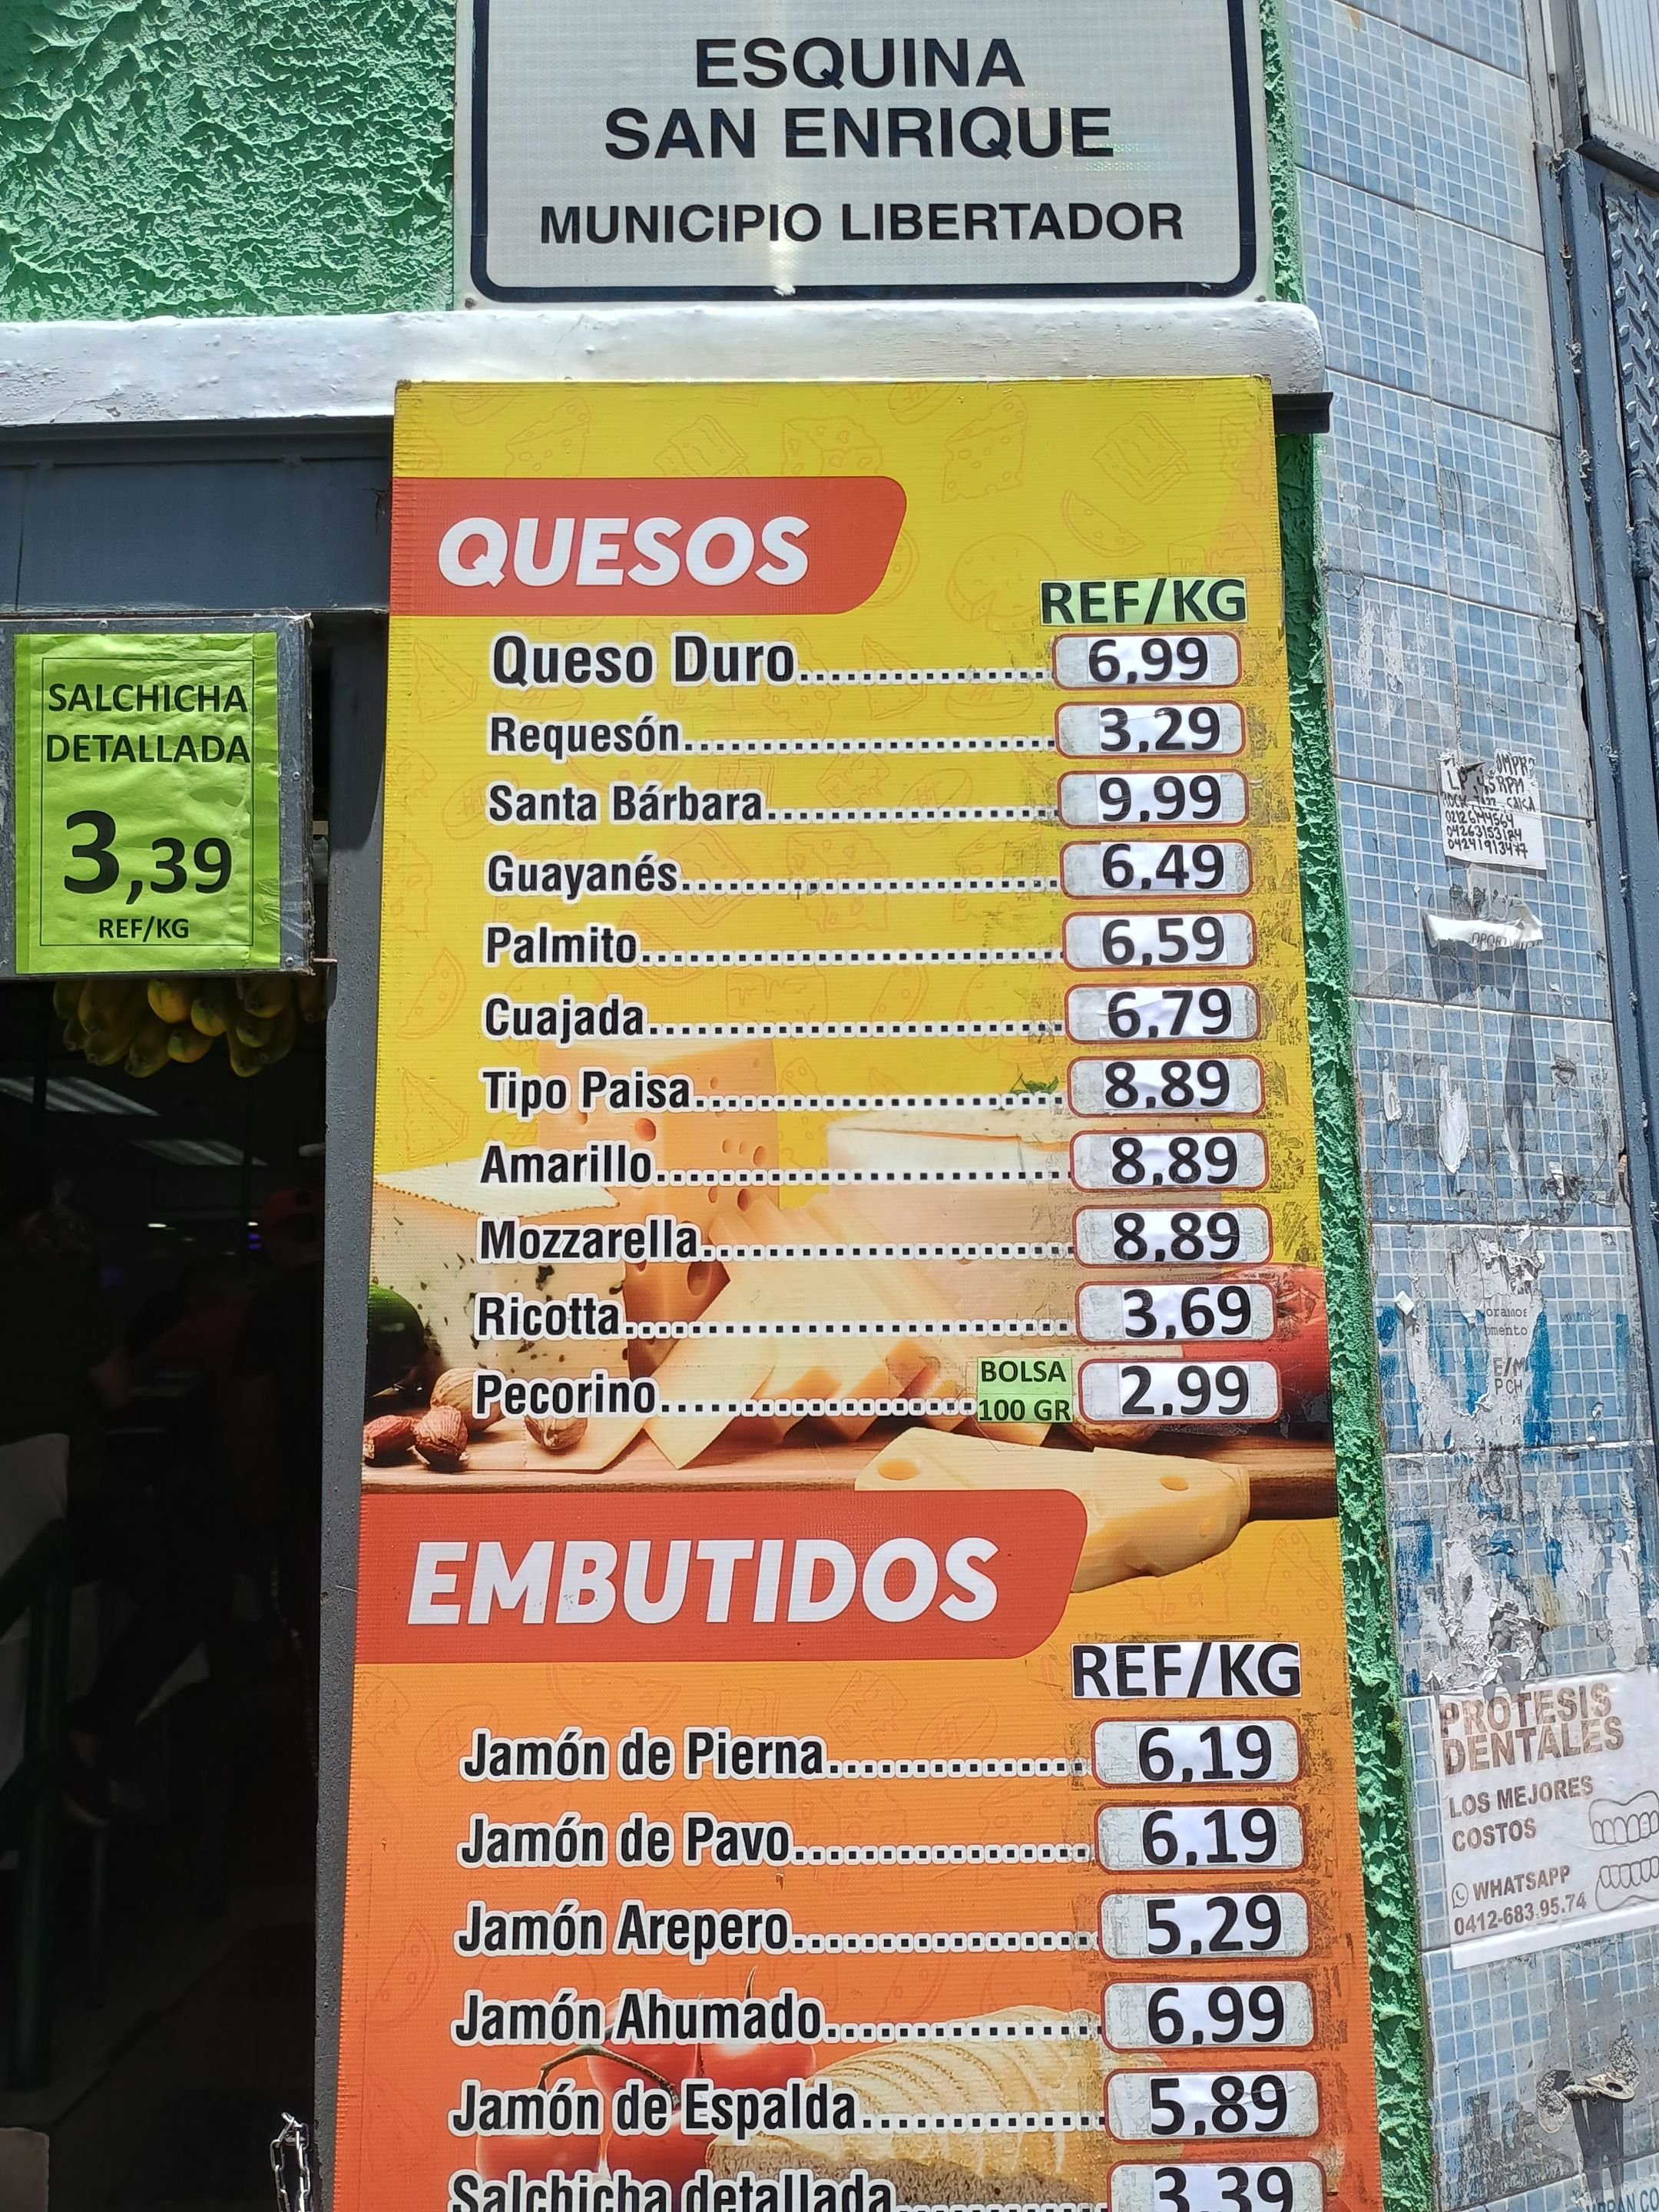 ESQUINA
SAN ENRIQUE
MUNICIPIO LIBERTADOR
QUESOS
REF/KG
Queso Duro 6,99
Requesón 3,29
Santa Bárbara 9,99
Guayanés 6,49
Palmito 6,59
Cuajada 6,79
Tipo Paisa 8,89
Amarillo 8,89
Mozzarella 8,89
Ricotta 3,69
Pecorino BOLSA 100 GR 2,99
EMBUTIDOS
REF/KG
Jamón de Pierna 6,19
Jamón de Pavo 6,19
Jamón Arepero 5,29
Jamón Ahumado 6,99
Jamón de Espalda 5,89
Salchicha detallada 3,39
SALCHICHA
DETALLADA
3,39
REF/KG
PROTESIS
DENTALES
LOS MEJORES
COSTOS
WHATSAPP
0412-683.95.74